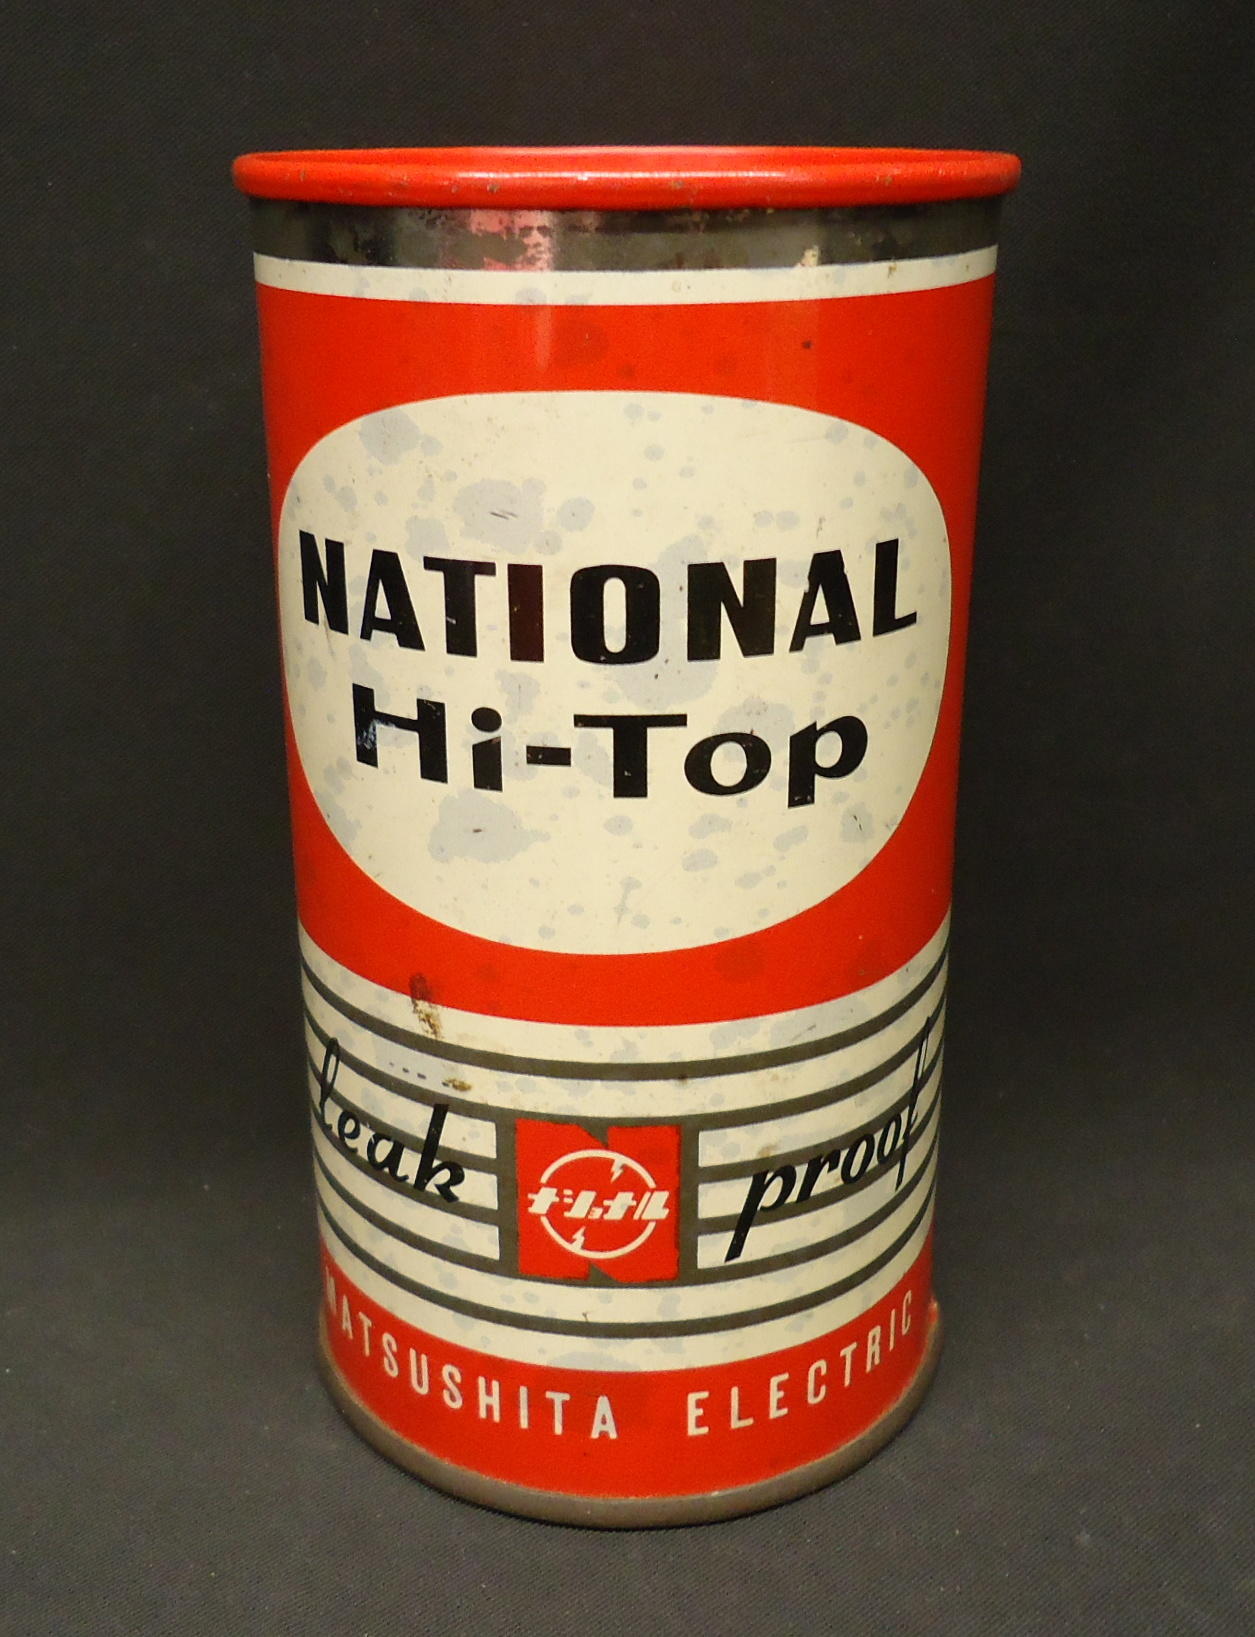 NATIONAL
Hi-Top
leak proof
ナショナル
MATSUSHITA ELECTRIC